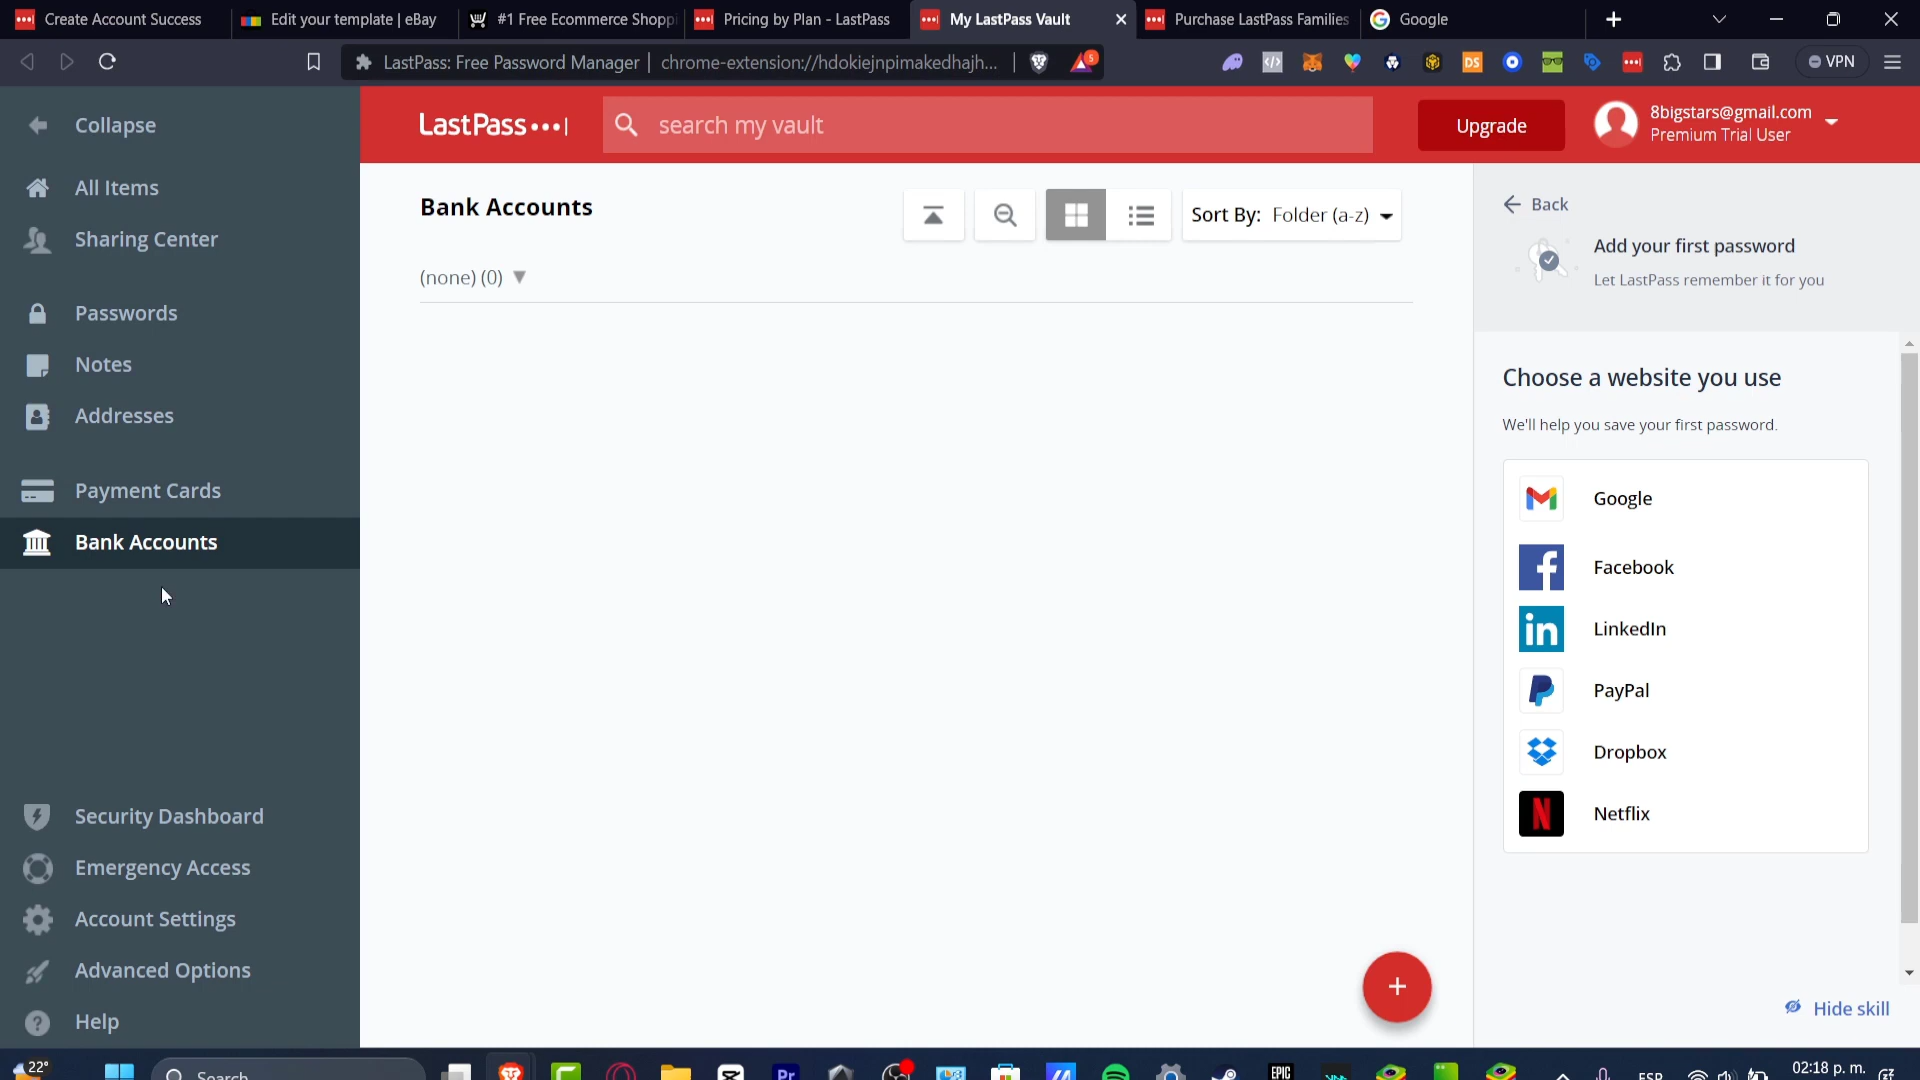 Create Account Success
Edit your template | eBay
#1 Free Ecommerce Shoppi
Pricing by Plan - LastPass
My LastPass Vault
Purchase LastPass Families
Google
LastPass: Free Password Manager
chrome-extension://hdokiejnpimakedhajh...
5
DS
VPN
Collapse
LastPass
search my vault
Upgrade
8bigstars@gmail.com
Premium Trial User
All Items
Sharing Center
Passwords
Notes
Addresses
Payment Cards
Bank Accounts
Security Dashboard
Emergency Access
Account Settings
Advanced Options
Help
Bank Accounts
Sort By: Folder (a-z)
(none) (0)
+
Back
Add your first password
Let LastPass remember it for you
Choose a website you use
We'll help you save your first password.
Google
Facebook
LinkedIn
PayPal
Dropbox
Netflix
Hide skill
22°
Search
Pr
EPIC
ESP
02:18 p. m.